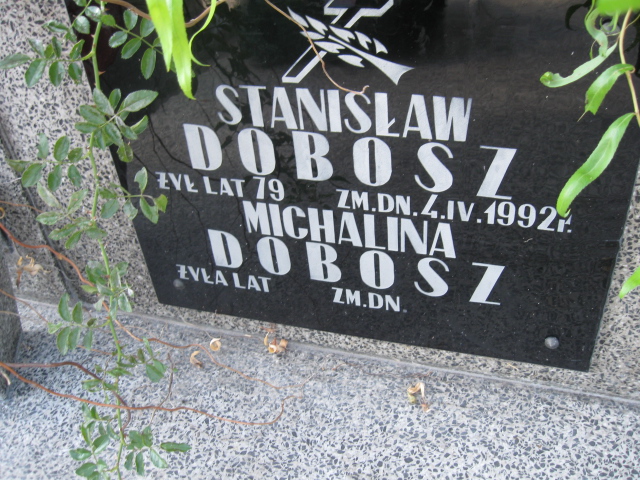 STANISŁAW
DOBOSZ
ŻYŁ LAT 79 ZM.DN.4.IV.1992r.
MICHALINA
DOBOSZ
ŻYŁA LAT ZM.DN.